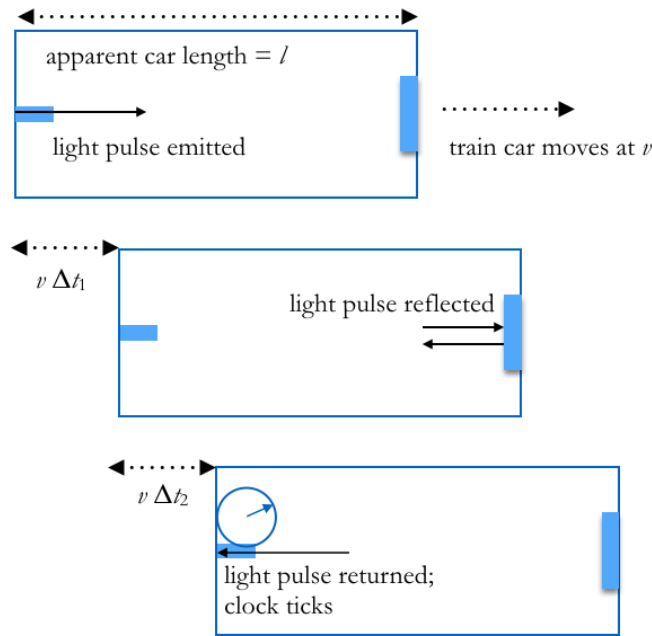 apparent car length = l
light pulse emitted
train car moves at v
v Δt₁
light pulse reflected
v Δt₂
light pulse returned;
clock ticks